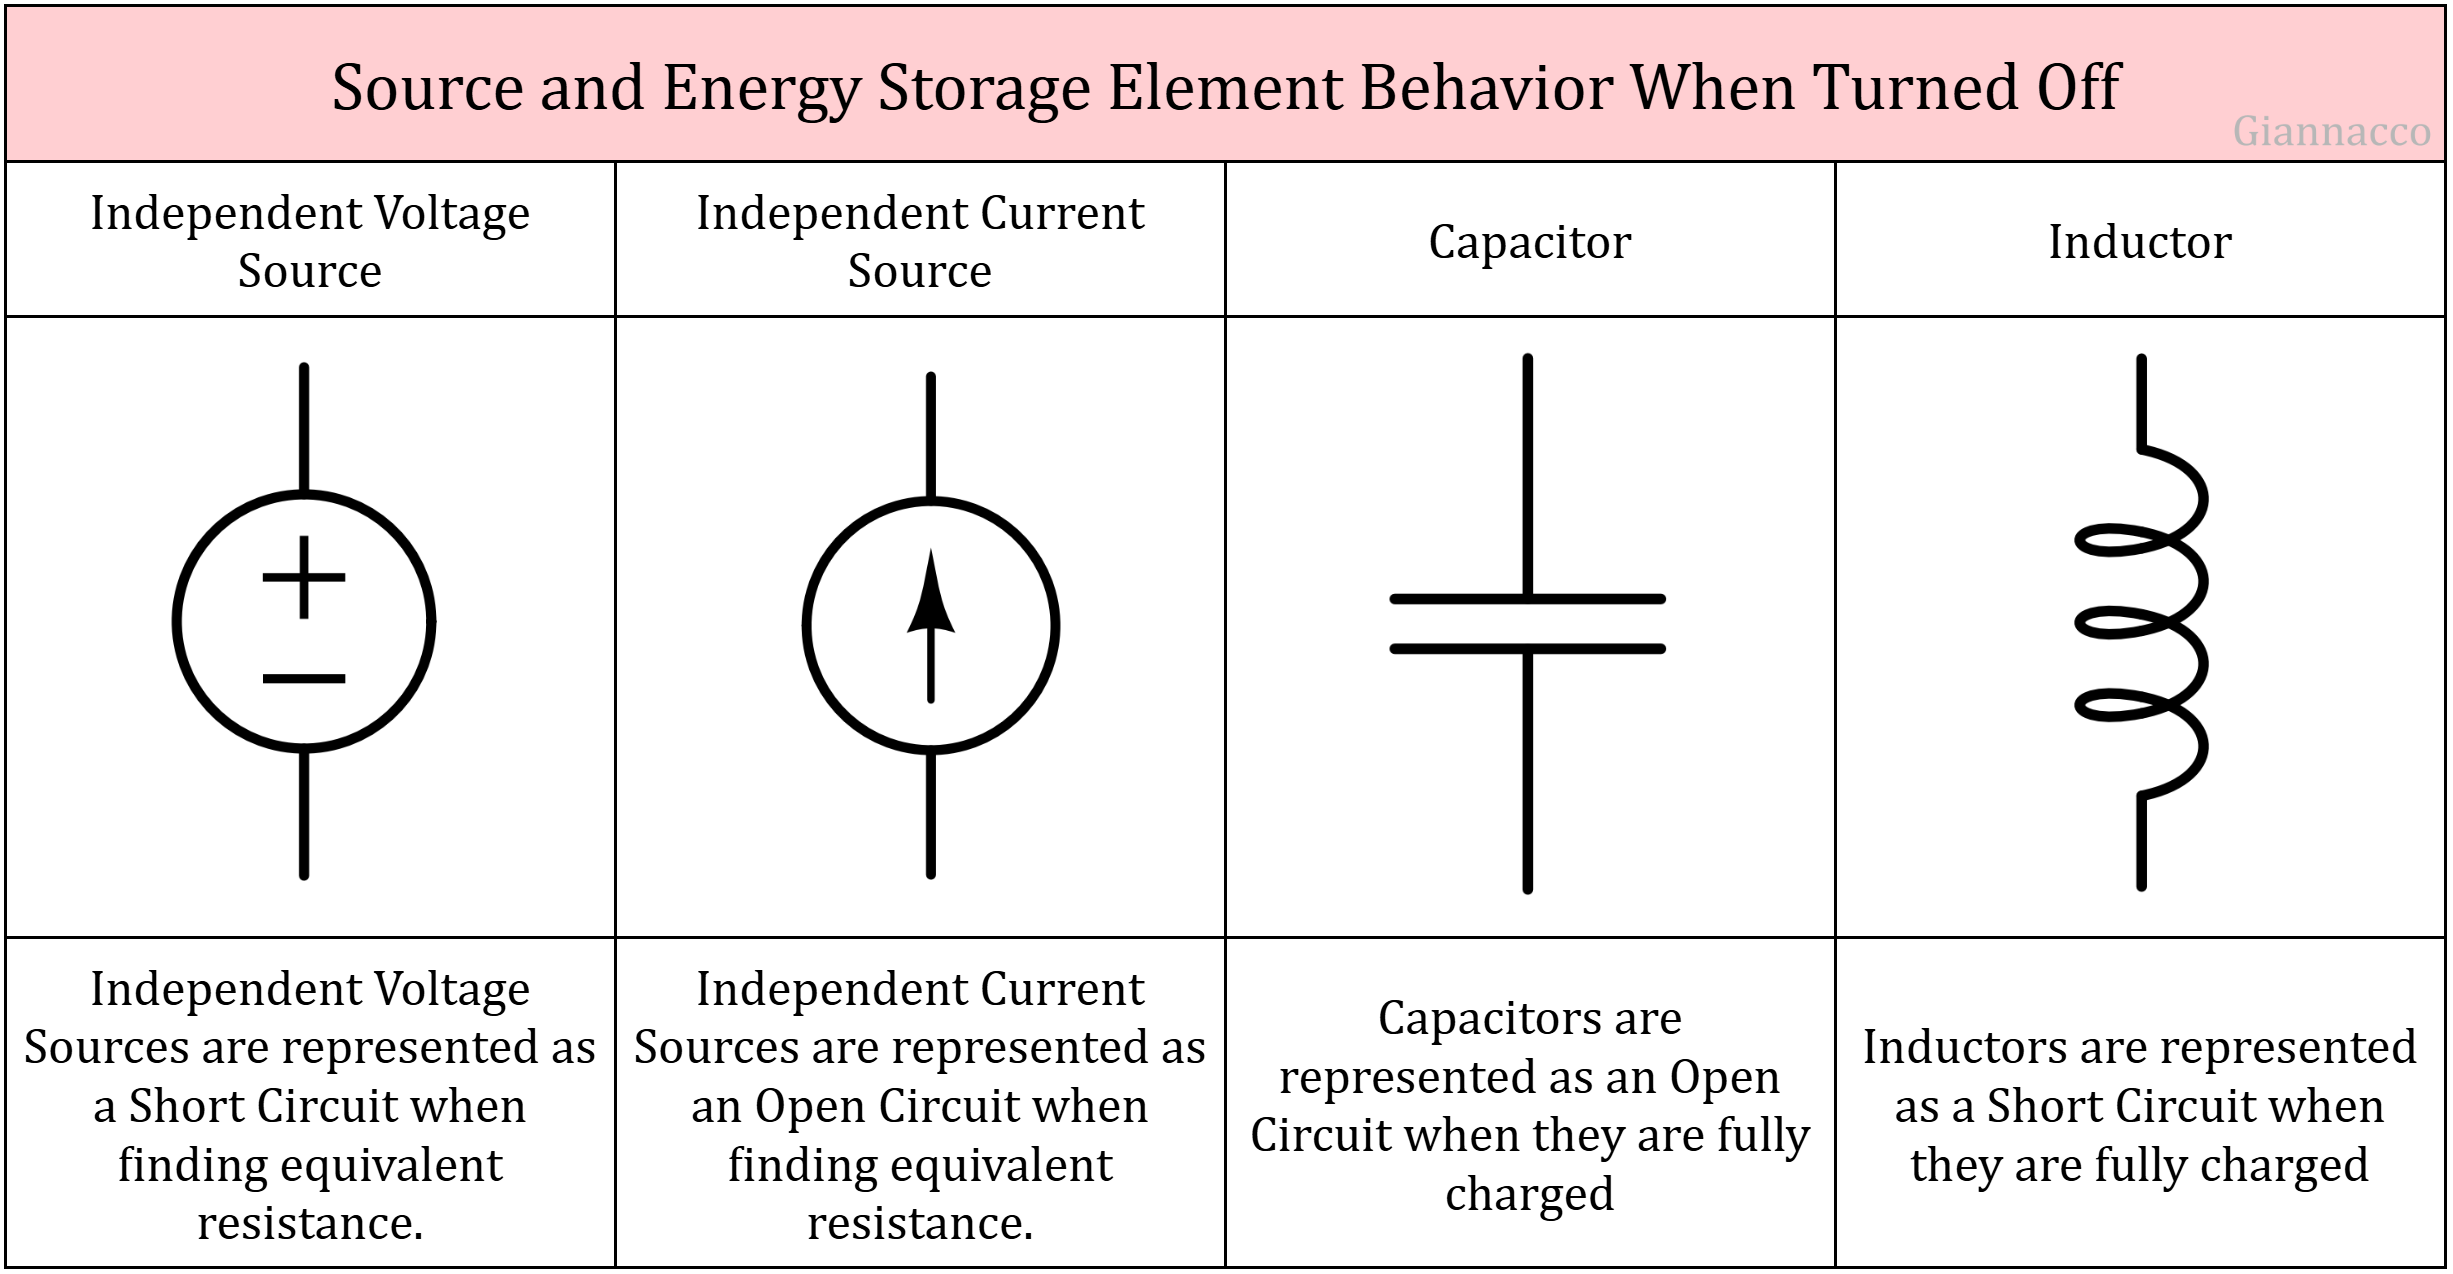 Source and Energy Storage Element Behavior When Turned Off
Giannacco
Independent Voltage
Source
Independent Current
Source
Capacitor
Inductor
Independent Voltage
Sources are represented as
a Short Circuit when
finding equivalent
resistance.
Independent Current
Sources are represented as
an Open Circuit when
finding equivalent
resistance.
Capacitors are
represented as an Open
Circuit when they are fully
charged
Inductors are represented
as a Short Circuit when
they are fully charged